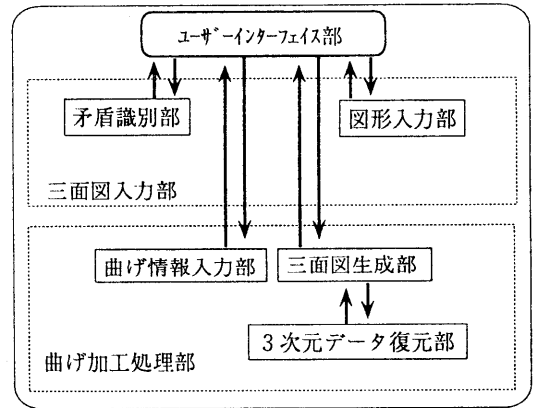 ユーザーインターフェイス部
矛盾識別部
図形入力部
三面図入力部
曲げ情報入力部
三面図生成部
3次元データ復元部
曲げ加工処理部